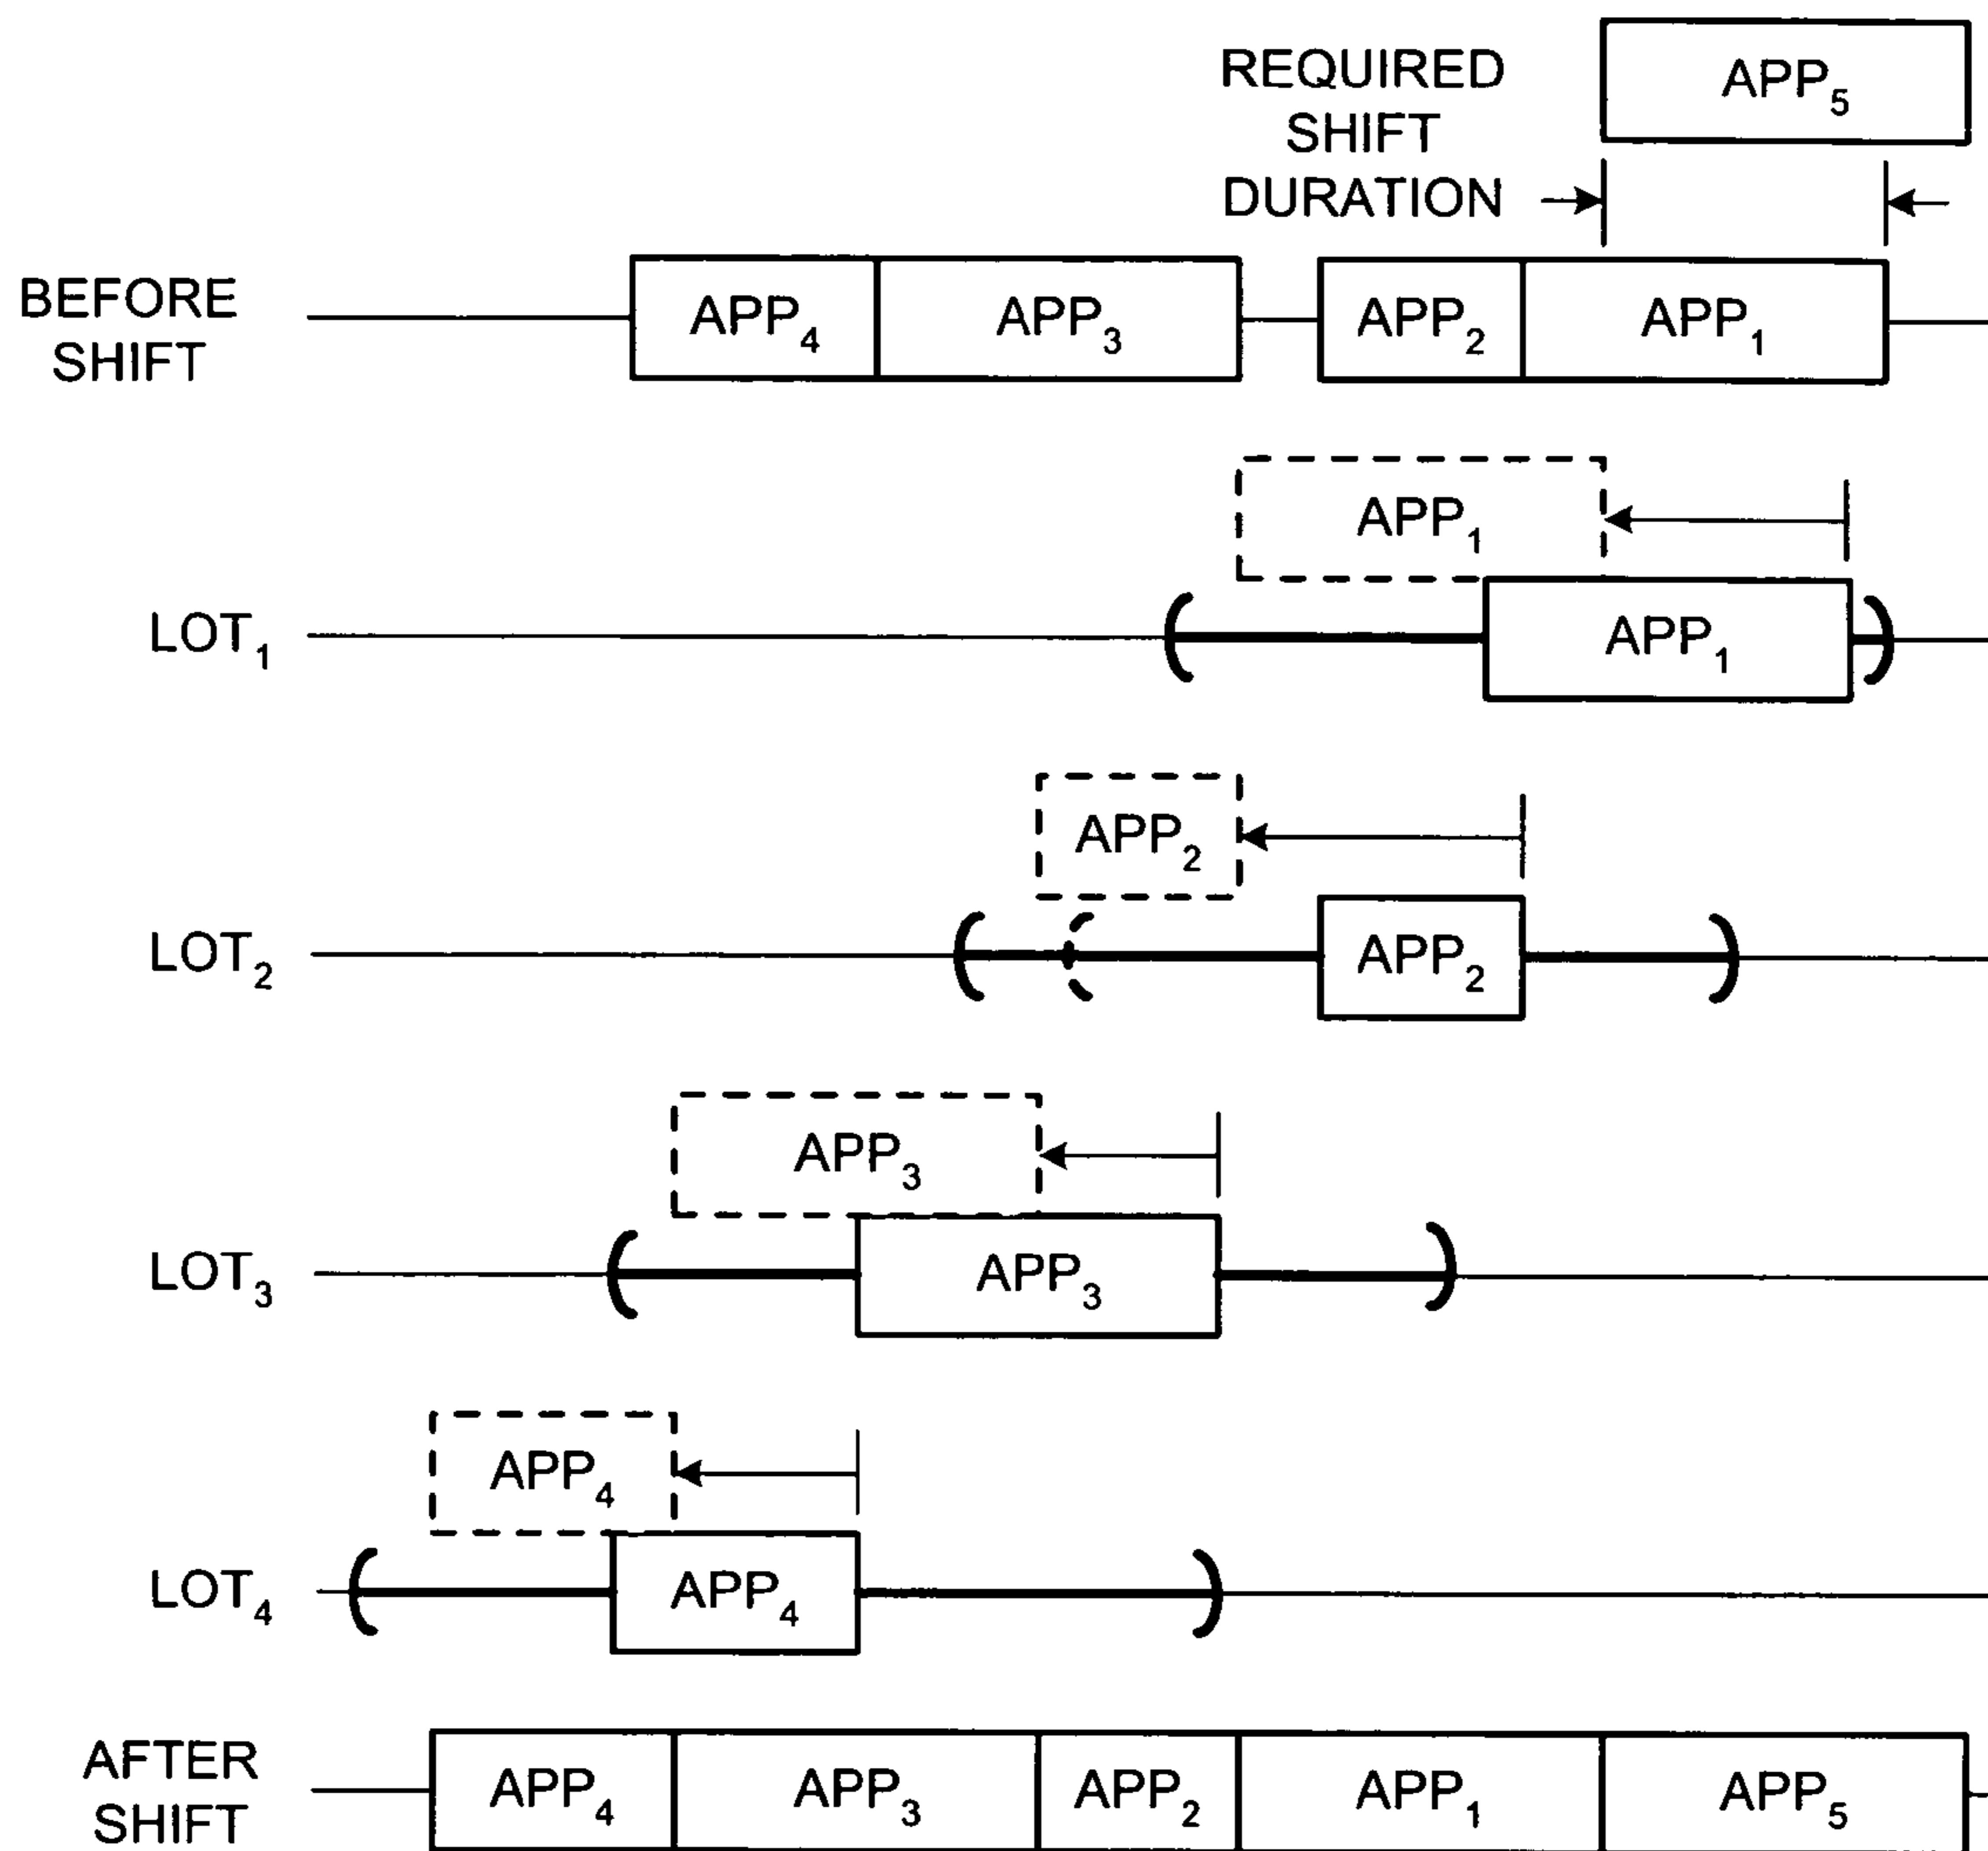 REQUIRED
SHIFT
DURATION
APP₅
BEFORE
SHIFT
APP₄ APP₃ APP₂ APP₁
APP₁
LOT₁ APP₁
APP₂
LOT₂ APP₂
APP₃
LOT₃ APP₃
APP₄
LOT₄ APP₄
AFTER
SHIFT
APP₄ APP₃ APP₂ APP₁ APP₅